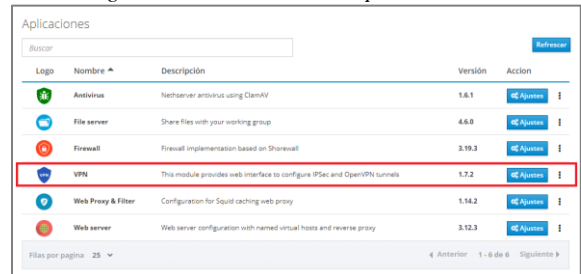 Aplicaciones
Buscar
Refrescar
Logo Nombre Descripción Versión Accion
Antivirus Nethserver antivirus using ClamAV 1.6.1 Ajustes
File server Share files with your working group 4.6.0 Ajustes
Firewall Firewall implementation based on Shorewall 3.19.3 Ajustes
VPN This module provides web interface to configure IPSec and OpenVPN tunnels 1.7.2 Ajustes
Web Proxy & Filter Configuration for Squid caching web proxy 1.14.2 Ajustes
Web server Web server configuration with named virtual hosts and reverse proxy 3.12.3 Ajustes
Filas por pagina 25 Anterior 1 - 6 de 6 Siguiente